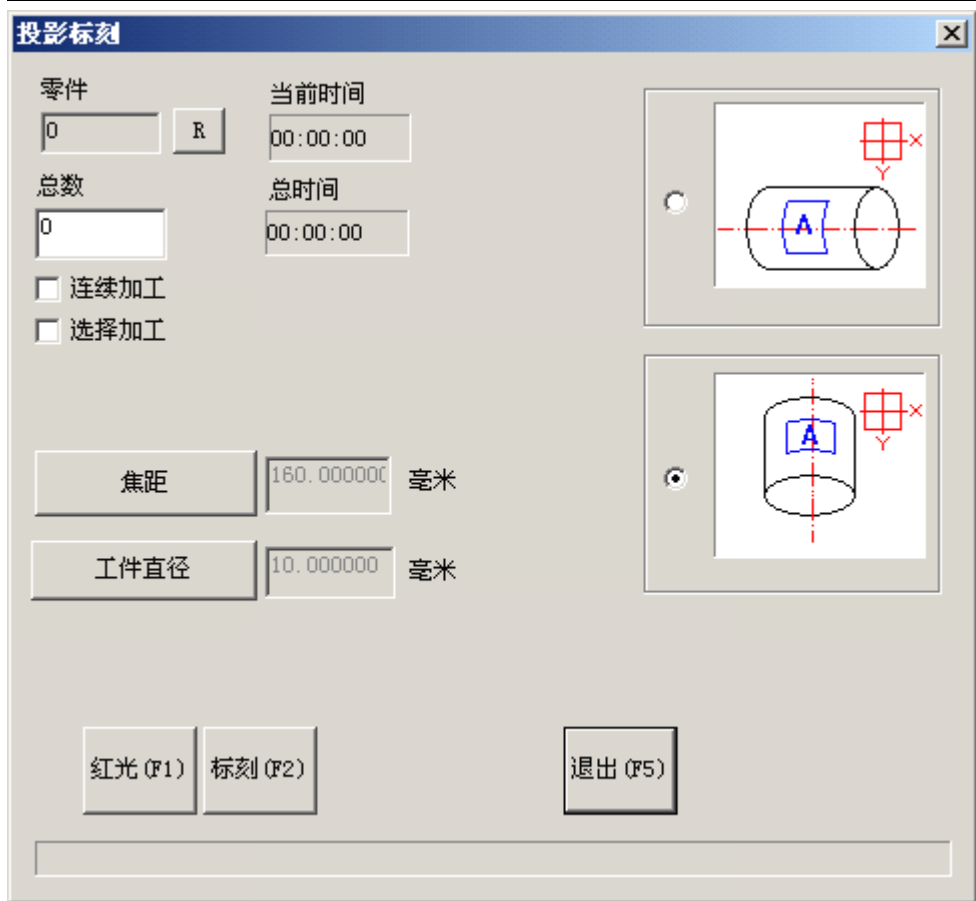 投影标刻
零件
当前时间
0
R
00:00:00
总数
总时间
0
00:00:00
连续加工
选择加工
X
Y
A
X
Y
A
焦距
160.000000
毫米
工件直径
10.000000
毫米
红光(F1)
标刻(F2)
退出(F5)